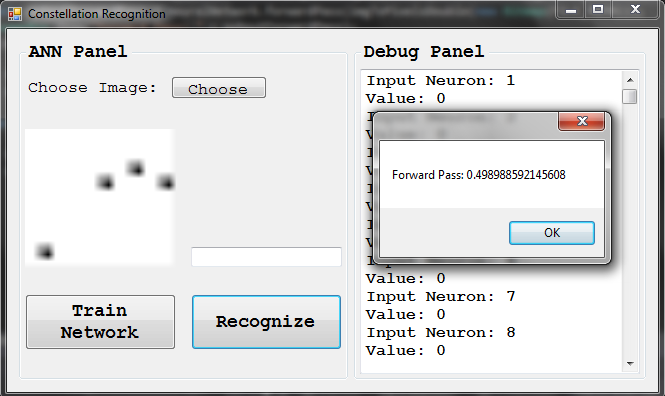 Constellation Recognition
ANN Panel
Choose Image:
Choose
Train
Network
Recognize
Debug Panel
Input Neuron: 1
Value: 0
Forward Pass: 0.498988592145608
OK
Value: 0
Input Neuron: 7
Value: 0
Input Neuron: 8
Value: 0